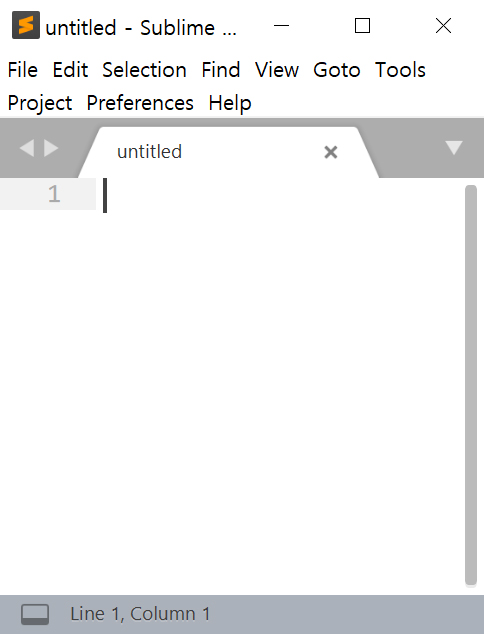 untitled - Sublime ...
File Edit Selection Find View Goto Tools
Project Preferences Help
untitled
1
Line 1, Column 1